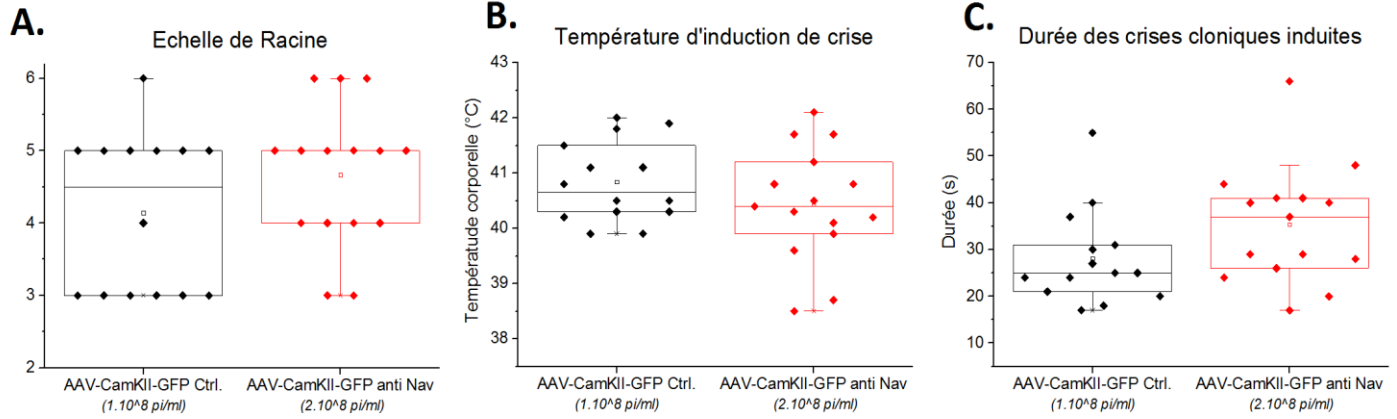 A.
Echelle de Racine
6
5
4
3
2
AAV-CamKII-GFP Ctrl.
(1.10^8 pi/ml)
AAV-CamKII-GFP anti Nav
(2.10^8 pi/ml)
B.
Température d'induction de crise
Températude corporelle (°C)
43
42
41
40
39
38
AAV-CamKII-GFP Ctrl.
(1.10^8 pi/ml)
AAV-CamKII-GFP anti Nav
(2.10^8 pi/ml)
C.
Durée des crises cloniques induites
Durée (s)
70
60
50
40
30
20
10
AAV-CamKII-GFP Ctrl.
(1.10^8 pi/ml)
AAV-CamKII-GFP anti Nav
(2.10^8 pi/ml)